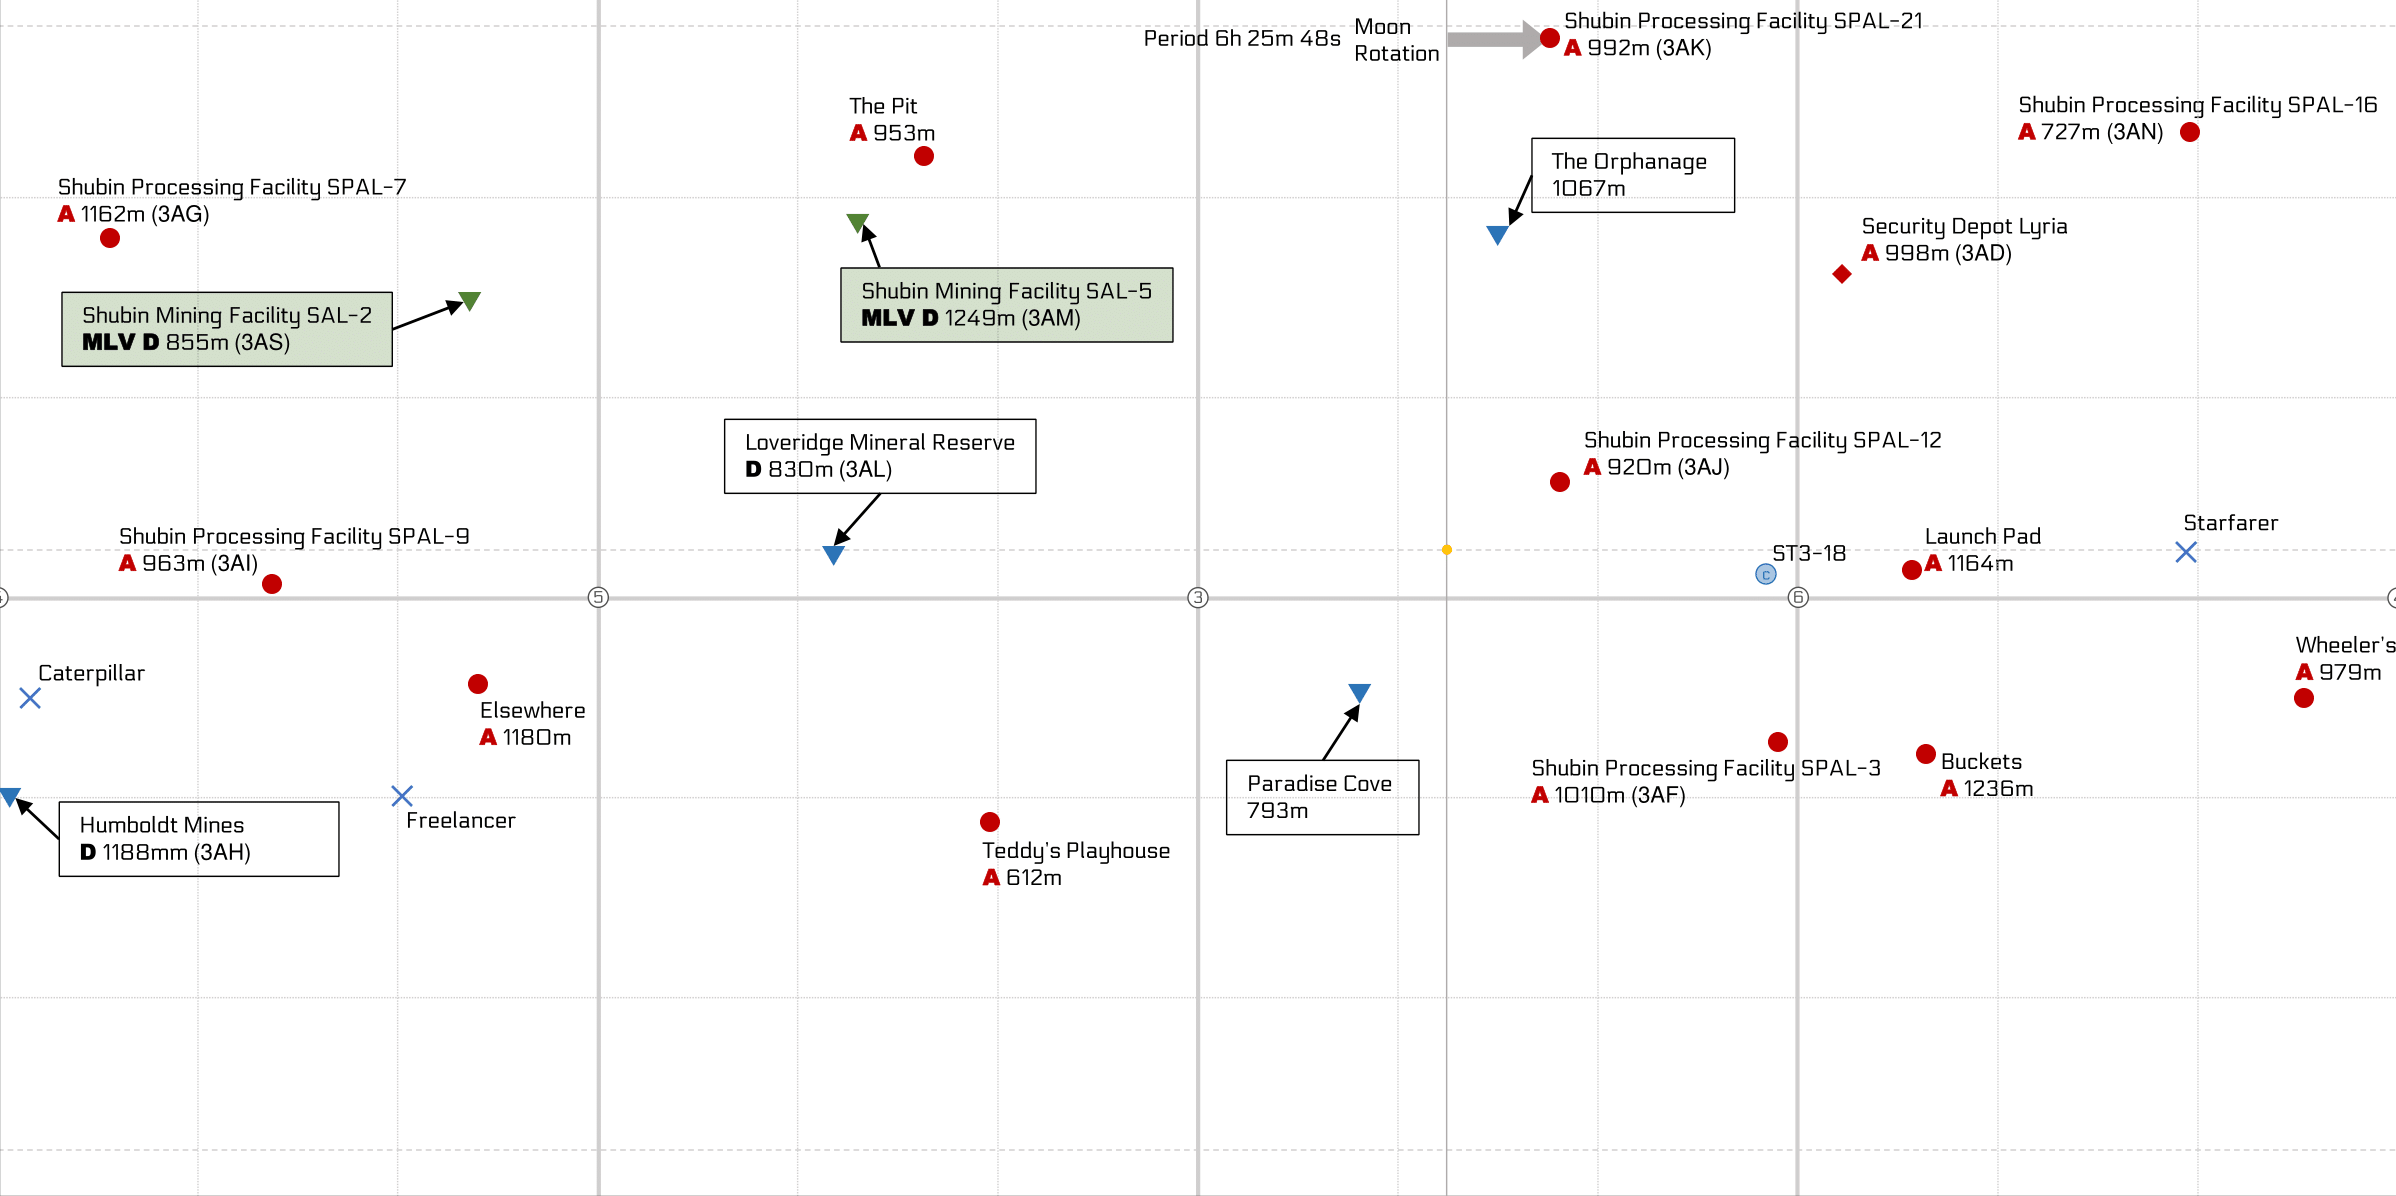 Shubin Processing Facility SPAL-21
A 992m (3AK)
Period 6h 25m 48s
Moon
Rotation
The Pit
A 953m
Shubin Processing Facility SPAL-16
A 727m (3AN)
The Orphanage
1067m
Shubin Processing Facility SPAL-7
A 1162m (3AG)
Security Depot Lyria
A 998m (3AD)
Shubin Mining Facility SAL-5
MLV D 1249m (3AM)
Shubin Mining Facility SAL-2
MLV D 855m (3AS)
Loveridge Mineral Reserve
D 830m (3AL)
Shubin Processing Facility SPAL-12
A 920m (3AJ)
Shubin Processing Facility SPAL-9
A 963m (3AI)
ST3-18
C
Launch Pad
A 1164m
Starfarer
5
3
6
Wheeler's
A 979m
Caterpillar
Elsewhere
A 1180m
Freelancer
Humboldt Mines
D 1188mm (3AH)
Paradise Cove
793m
Shubin Processing Facility SPAL-3
A 1010m (3AF)
Buckets
A 1236m
Teddy's Playhouse
A 612m